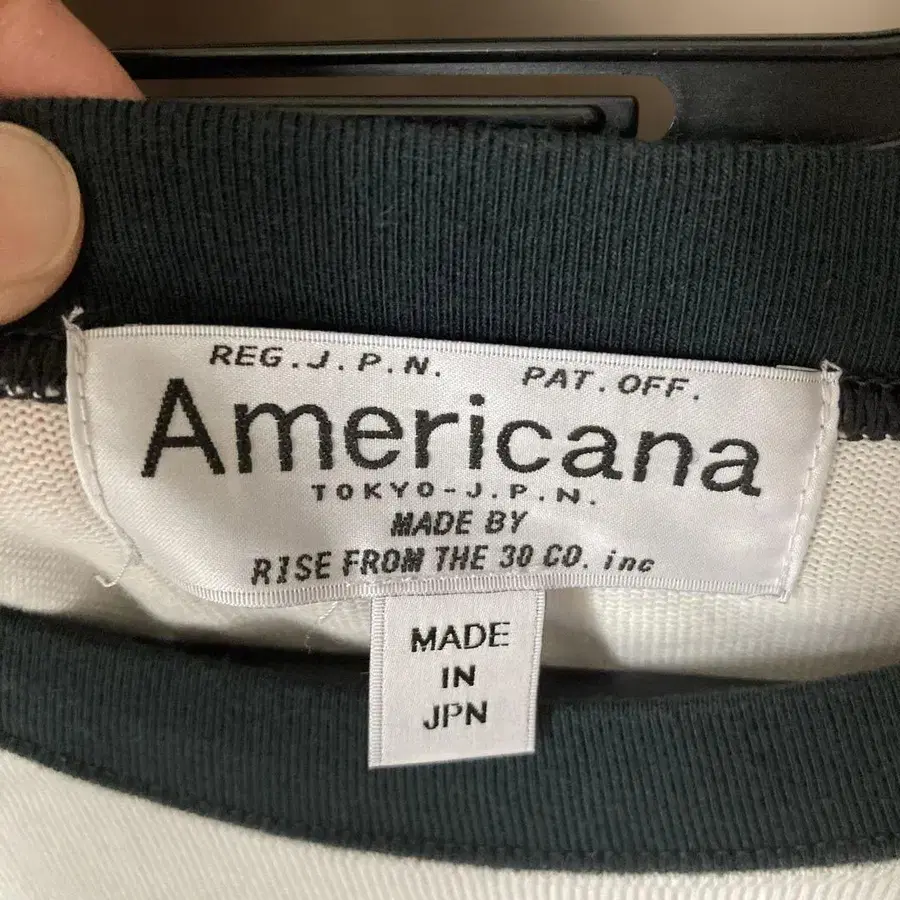 REG.J.P.N. PAT.OFF.
Americana
TOKYO-J.P.N.
MADE BY
RISE FROM THE 30 CO. inc
MADE
IN
JPN